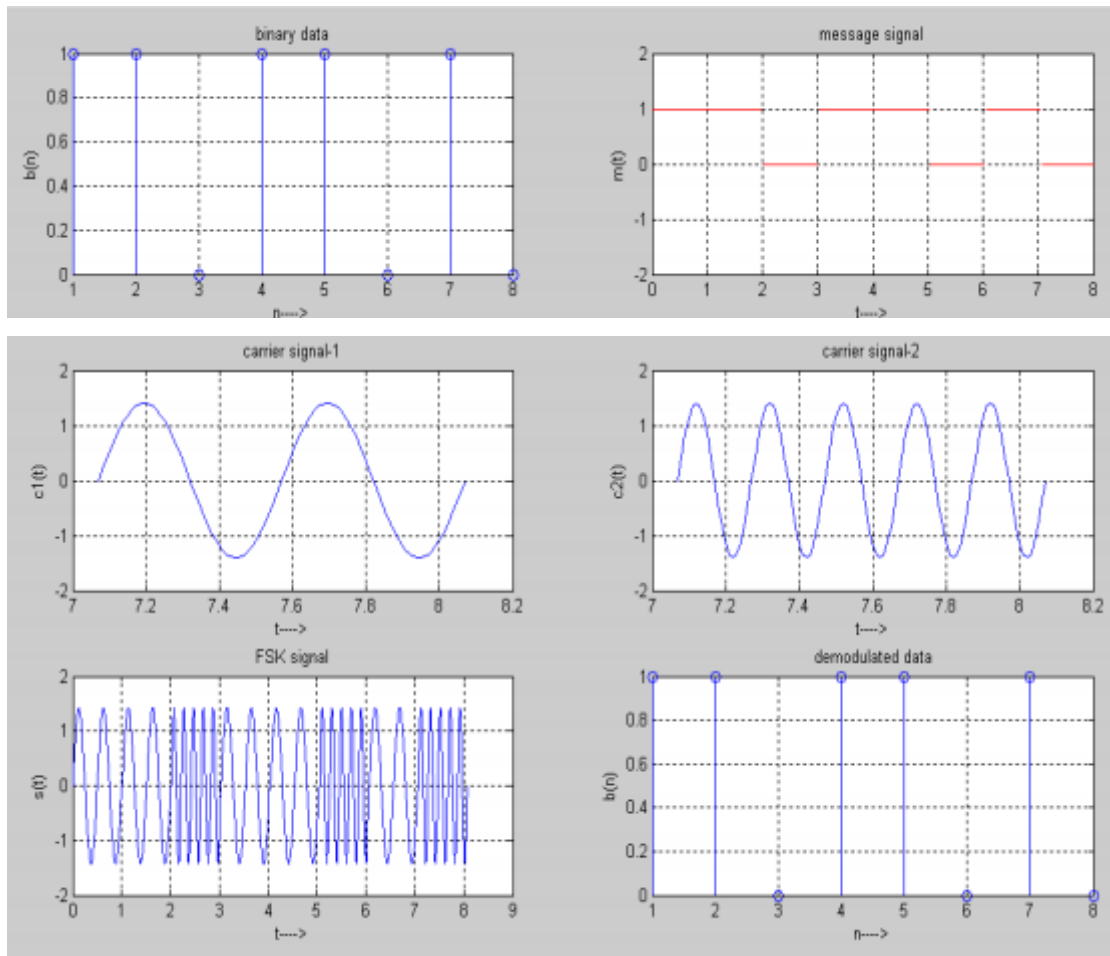 binary data
1
0.8
0.6
0.4
0.2
0
b(n)
1 2 3 4 5 6 7 8
n---->
message signal
2
1
0
-1
-2
m(t)
0 1 2 3 4 5 6 7 8
t---->
carrier signal-1
2
1
0
-1
-2
c1(t)
7 7.2 7.4 7.6 7.8 8 8.2
t---->
carrier signal-2
2
1
0
-1
-2
c2(t)
7 7.2 7.4 7.6 7.8 8 8.2
t---->
FSK signal
2
1
0
-1
-2
s(t)
0 1 2 3 4 5 6 7 8 9
t---->
demodulated data
1
0.8
0.6
0.4
0.2
0
b(n)
1 2 3 4 5 6 7 8
n---->